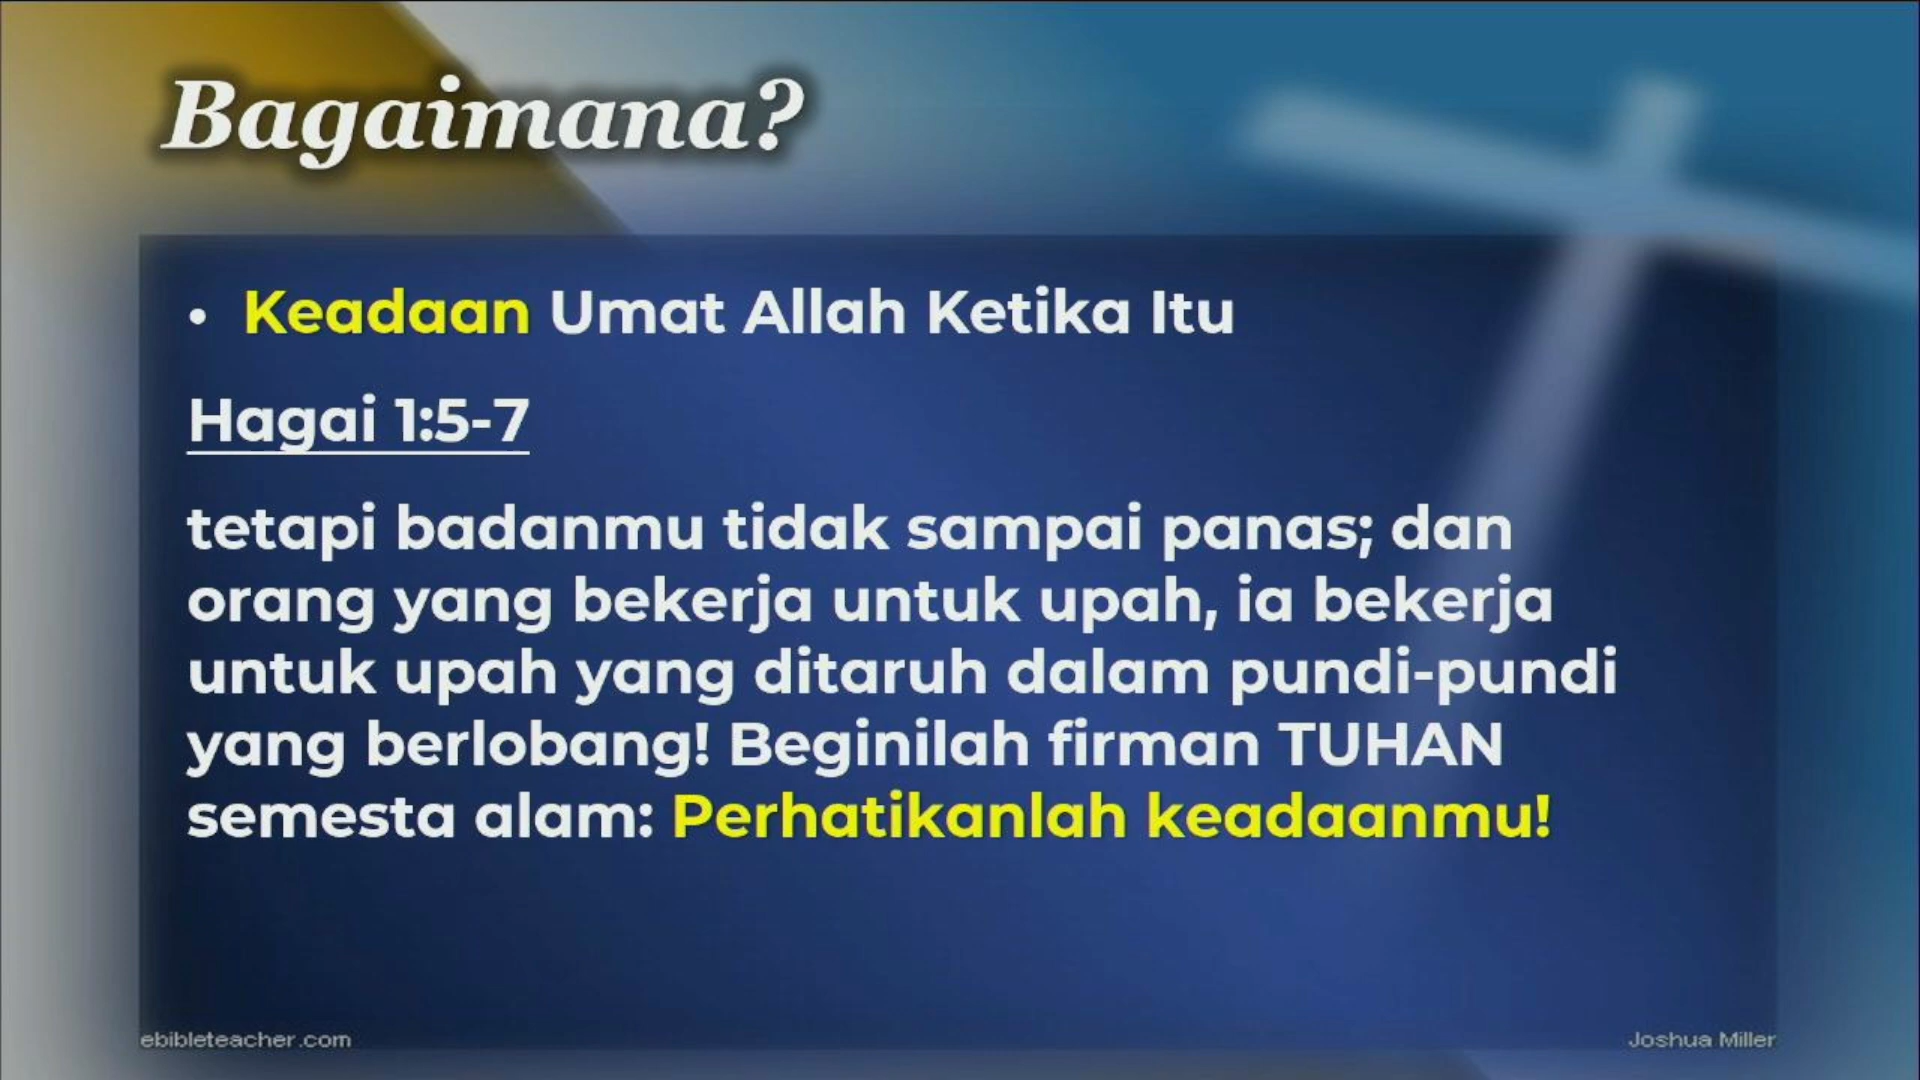 Bagaimana?
• Keadaan Umat Allah Ketika Itu
Hagai 1:5-7
tetapi badanmu tidak sampai panas; dan
orang yang bekerja untuk upah, ia bekerja
untuk upah yang ditaruh dalam pundi-pundi
yang berlobang! Beginilah firman TUHAN
semesta alam: Perhatikanlah keadaanmu!
ebibleteacher.com
Joshua Miller